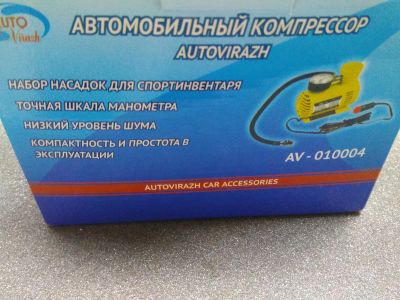 AUTO
Virazh
АВТОМОБИЛЬНЫЙ КОМПРЕССОР
AUTOVIRAZH
НАБОР НАСАДОК ДЛЯ СПОРТИНВЕНТАРЯ
ТОЧНАЯ ШКАЛА МАНОМЕТРА
НИЗКИЙ УРОВЕНЬ ШУМА
КОМПАКТНОСТЬ И ПРОСТОТА В
ЭКСПЛУАТАЦИИ
AV - 010004
AUTOVIRAZH CAR ACCESSORIES